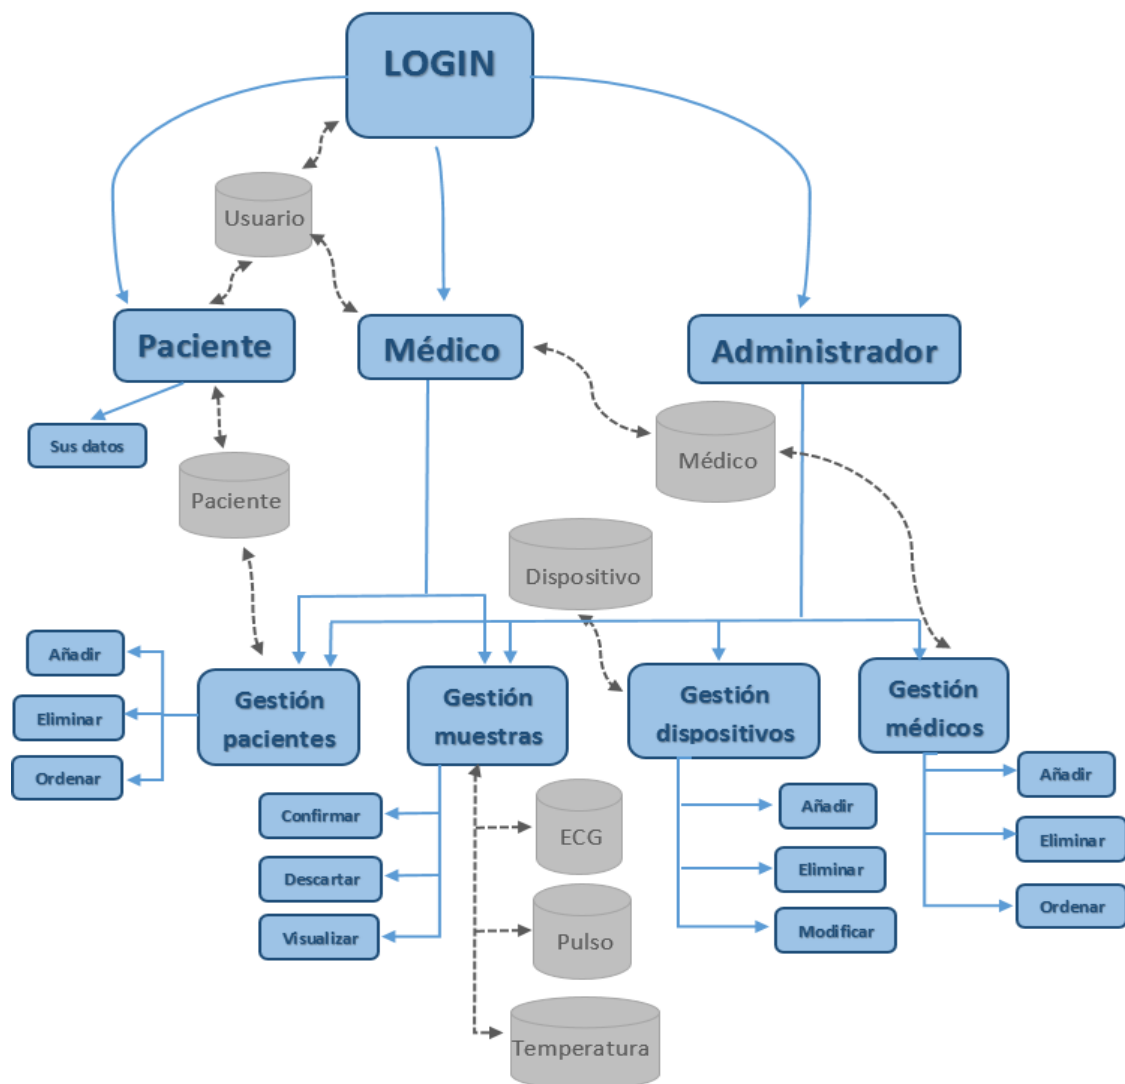 LOGIN
Usuario
Paciente
Médico
Administrador
Sus datos
Médico
Paciente
Dispositivo
Añadir
Eliminar
Ordenar
Gestión
pacientes
Gestión
muestras
Gestión
dispositivos
Gestión
médicos
Confirmar
Descartar
Visualizar
ECG
Pulso
Temperatura
Añadir
Eliminar
Modificar
Añadir
Eliminar
Ordenar